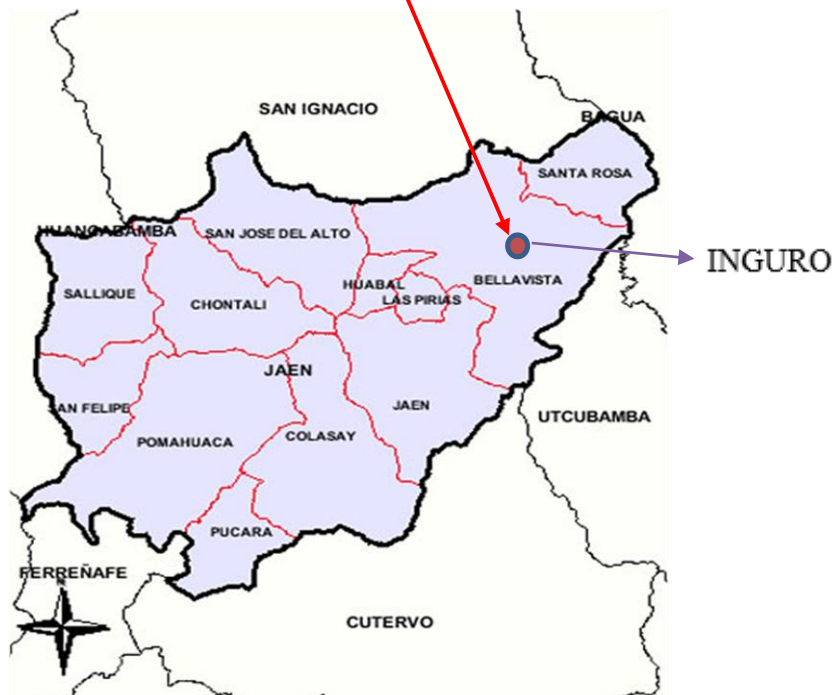 SAN IGNACIO
BAGUA
SANTA ROSA
HUANCABAMBA
SAN JOSE DEL ALTO
INGURO
HUABAL
BELLAVISTA
SALLIQUE
CHONTALI
LAS PIRIAS
JAEN
SAN FELIPE
JAEN
UTCUBAMBA
POMAHUACA
COLASAY
PUCARA
FERREÑAFE
CUTERVO